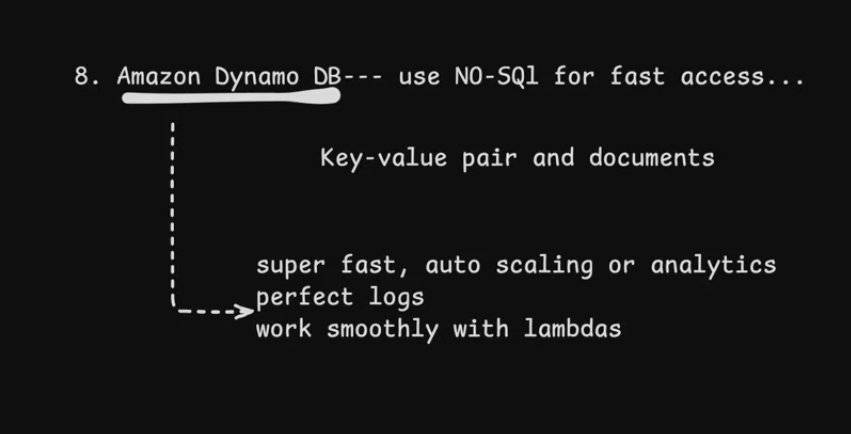 8. Amazon Dynamo DB--- use NO-SQl for fast access...
Key-value pair and documents
super fast, auto scaling or analytics
perfect logs
work smoothly with lambdas